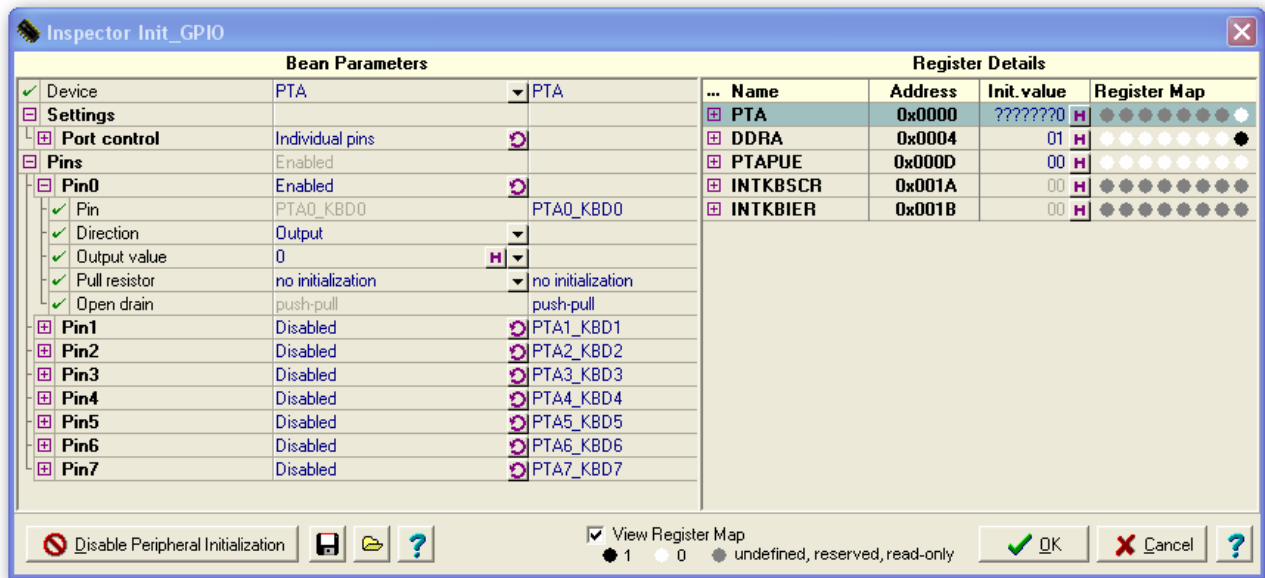 Inspector Init_GPIO
Bean Parameters
Register Details
Device PTA PTA
Settings
Port control Individual pins
Pins Enabled
Pin0 Enabled
Pin PTA0_KBD0 PTA0_KBD0
Direction Output
Output value 0 H
Pull resistor no initialization no initialization
Open drain push-pull push-pull
Pin1 Disabled PTA1_KBD1
Pin2 Disabled PTA2_KBD2
Pin3 Disabled PTA3_KBD3
Pin4 Disabled PTA4_KBD4
Pin5 Disabled PTA5_KBD5
Pin6 Disabled PTA6_KBD6
Pin7 Disabled PTA7_KBD7
... Name Address Init.value Register Map
PTA 0x0000 ???????0 H
DDRA 0x0004 01 H
PTAPUE 0x000D 00 H
INTKBSCR 0x001A 00 H
INTKBIER 0x001B 00 H
Disable Peripheral Initialization ?
View Register Map
1 0 undefined, reserved, read-only
OK Cancel ?